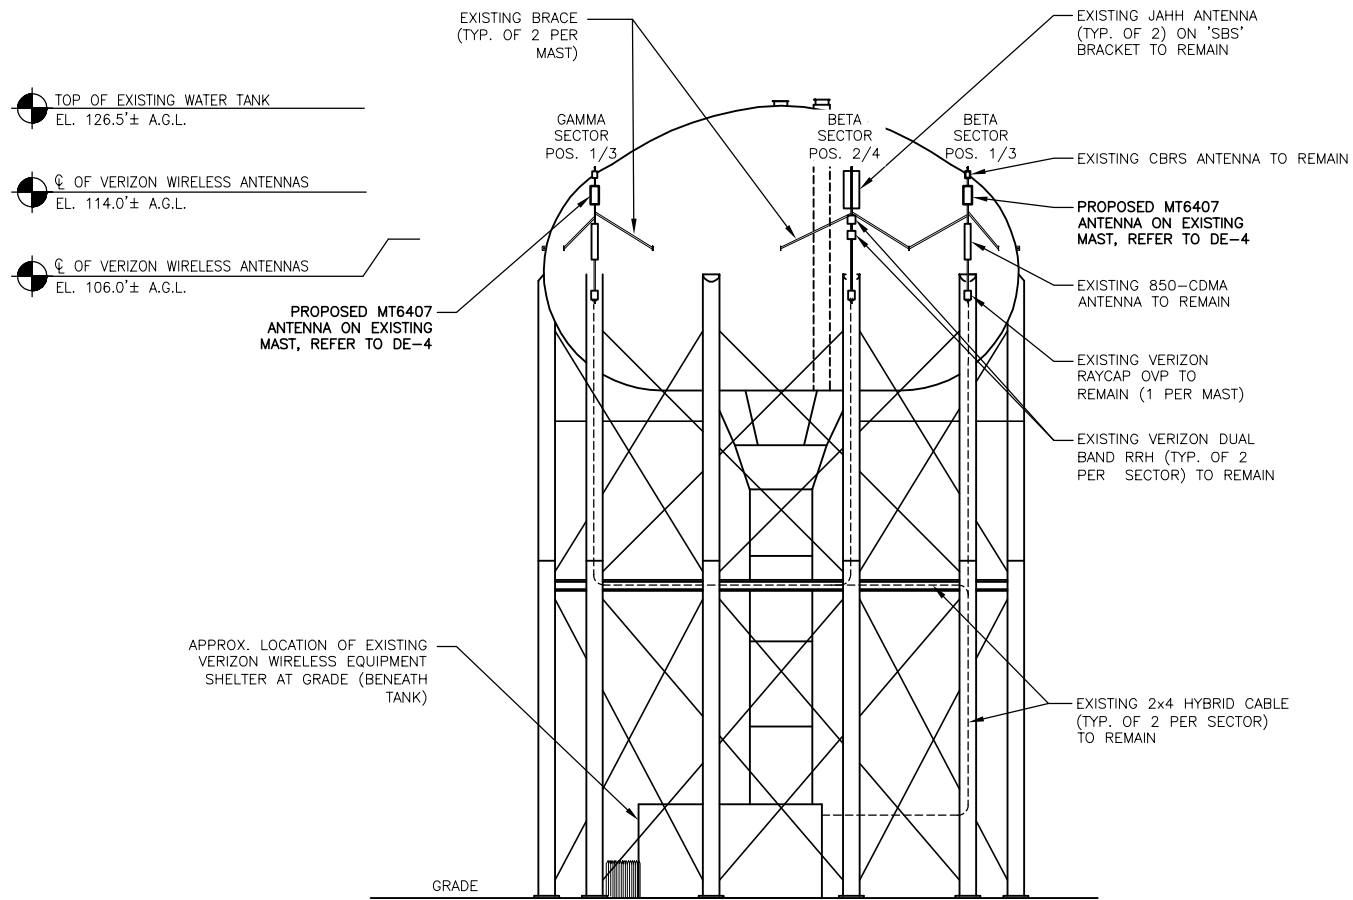 EXISTING BRACE
(TYP. OF 2 PER
MAST)
EXISTING JAHH ANTENNA
(TYP. OF 2) ON 'SBS'
BRACKET TO REMAIN
TOP OF EXISTING WATER TANK
EL. 126.5'± A.G.L.
GAMMA
SECTOR
POS. 1/3
BETA
SECTOR
POS. 2/4
BETA
SECTOR
POS. 1/3
EXISTING CBRS ANTENNA TO REMAIN
℄ OF VERIZON WIRELESS ANTENNAS
EL. 114.0'± A.G.L.
PROPOSED MT6407
ANTENNA ON EXISTING
MAST, REFER TO DE-4
℄ OF VERIZON WIRELESS ANTENNAS
EL. 106.0'± A.G.L.
EXISTING 850-CDMA
ANTENNA TO REMAIN
PROPOSED MT6407
ANTENNA ON EXISTING
MAST, REFER TO DE-4
EXISTING VERIZON
RAYCAP OVP TO
REMAIN (1 PER MAST)
EXISTING VERIZON DUAL
BAND RRH (TYP. OF 2
PER SECTOR) TO REMAIN
APPROX. LOCATION OF EXISTING
VERIZON WIRELESS EQUIPMENT
SHELTER AT GRADE (BENEATH
TANK)
EXISTING 2x4 HYBRID CABLE
(TYP. OF 2 PER SECTOR)
TO REMAIN
GRADE